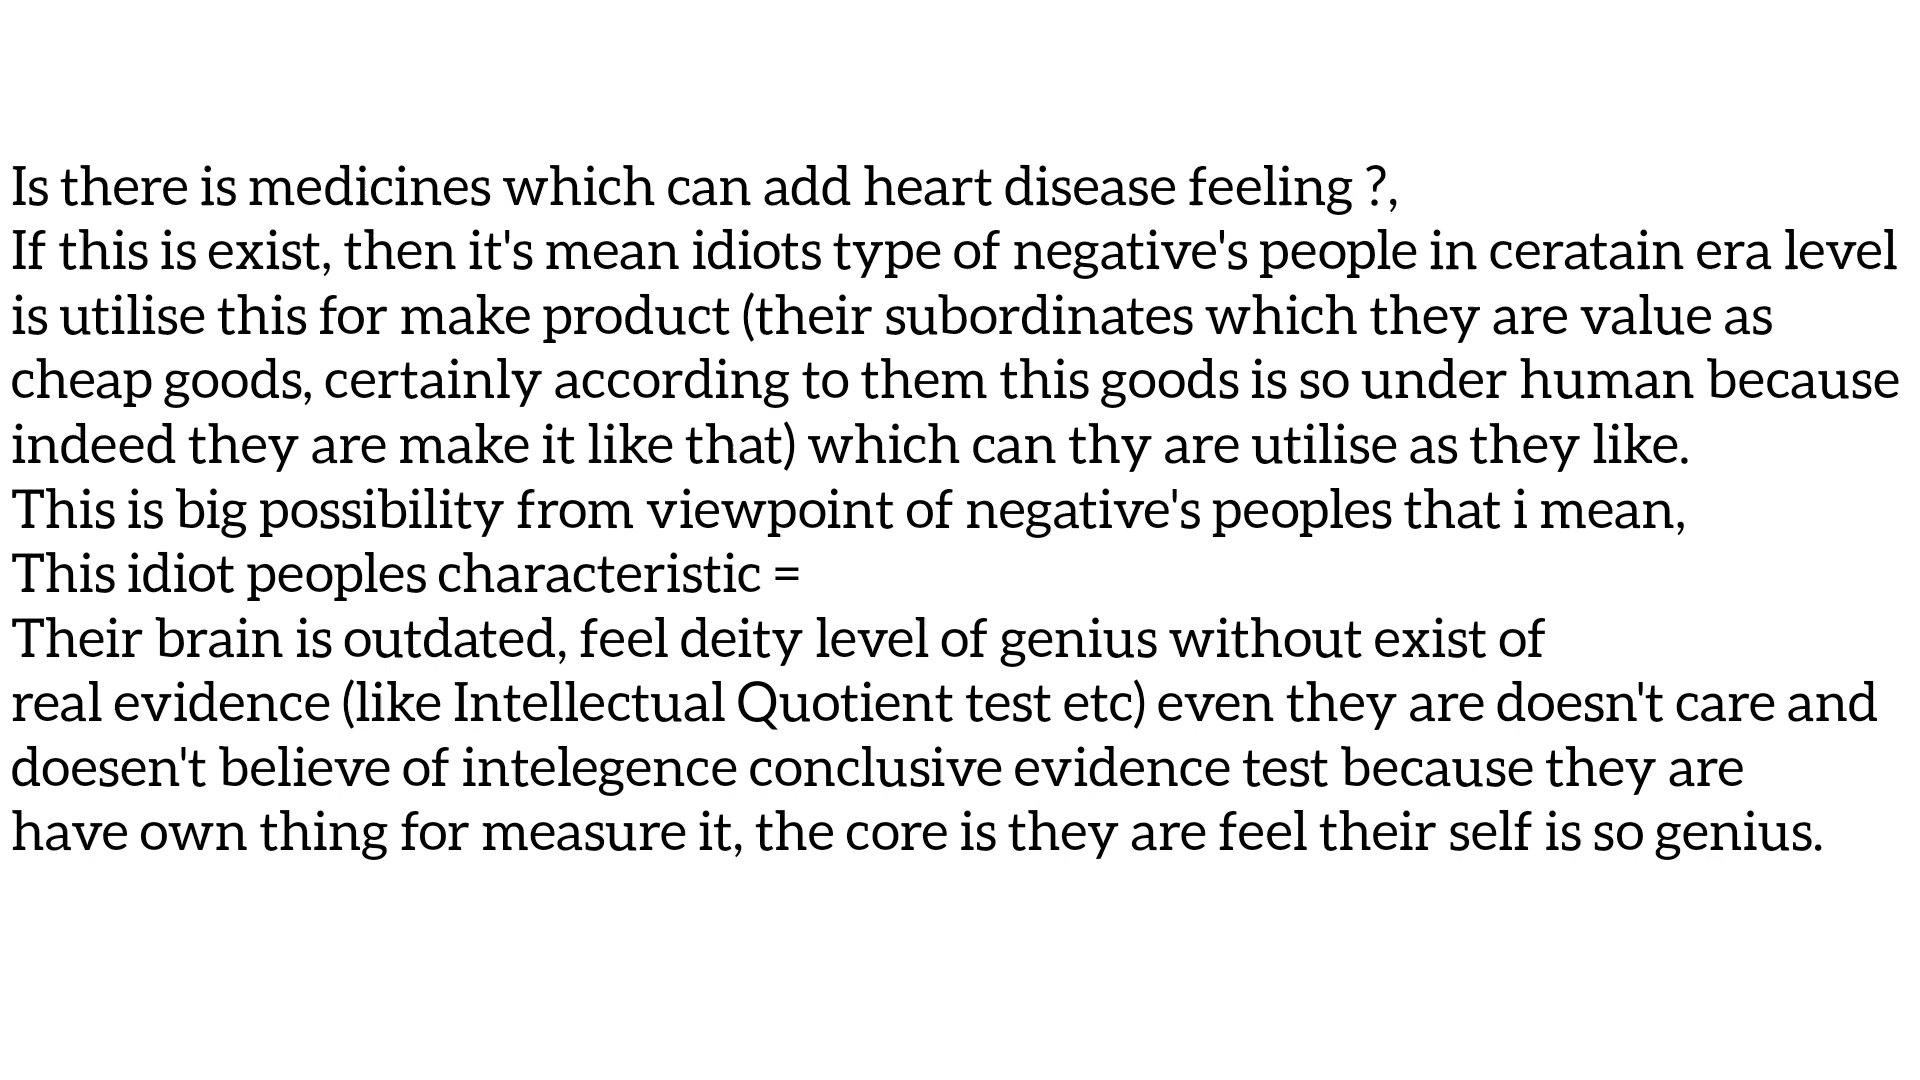 Is there is medicines which can add heart disease feeling ?,
If this is exist, then it's mean idiots type of negative's people in ceratain era level
is utilise this for make product (their subordinates which they are value as
cheap goods, certainly according to them this goods is so under human because
indeed they are make it like that) which can thy are utilise as they like.
This is big possibility from viewpoint of negative's peoples that i mean,
This idiot peoples characteristic =
Their brain is outdated, feel deity level of genius without exist of
real evidence (like Intellectual Quotient test etc) even they are doesn't care and
doesen't believe of intelegence conclusive evidence test because they are
have own thing for measure it, the core is they are feel their self is so genius.